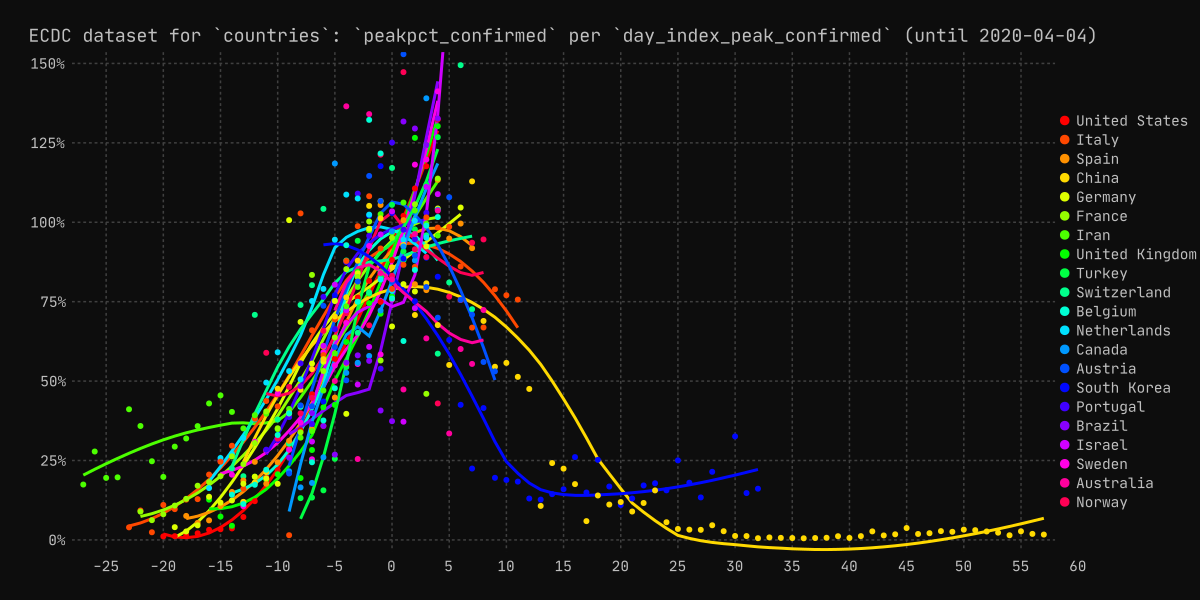 ECDC dataset for `countries`: `peakpct_confirmed` per `day_index_peak_confirmed` (until 2020-04-04)
150%
125%
100%
75%
50%
25%
0%
-25 -20 -15 -10 -5 0 5 10 15 20 25 30 35 40 45 50 55 60
United States
Italy
Spain
China
Germany
France
Iran
United Kingdom
Turkey
Switzerland
Belgium
Netherlands
Canada
Austria
South Korea
Portugal
Brazil
Israel
Sweden
Australia
Norway